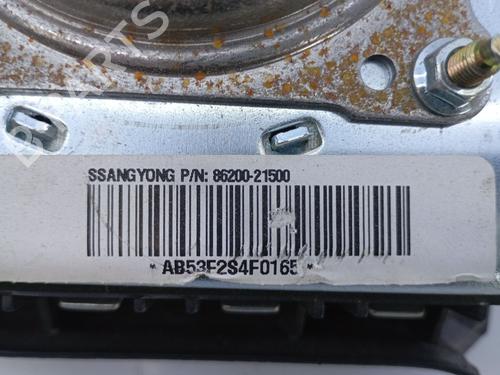 SSANGYONG P/N: 86200-21500
* AB53F2S4F0165 *